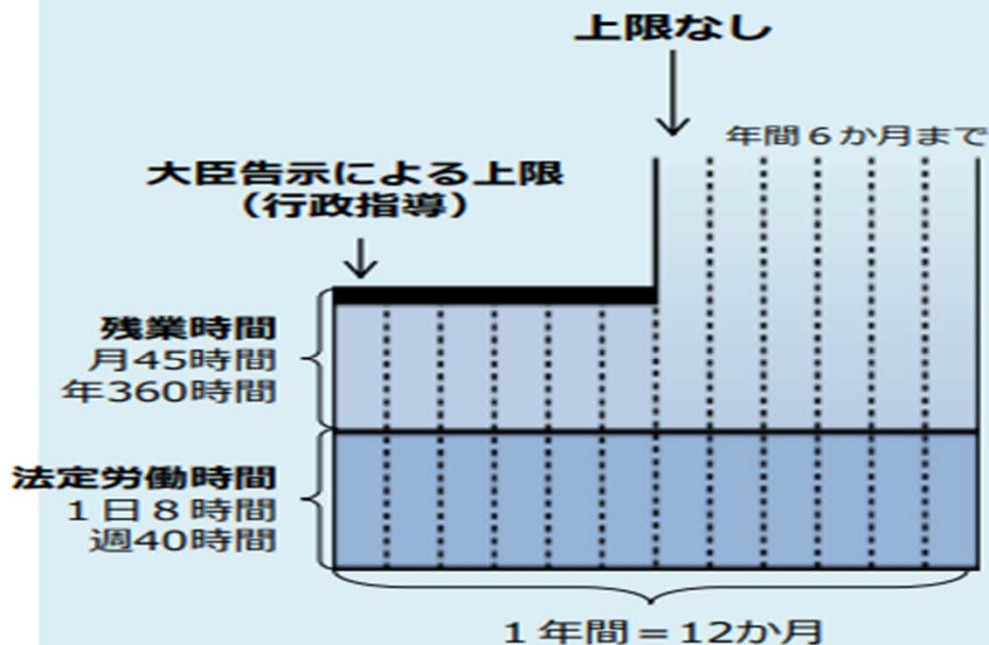 上限なし
年間６か月まで
大臣告示による上限
（行政指導）
残業時間
月45時間
年360時間
法定労働時間
１日８時間
週40時間
１年間＝12か月